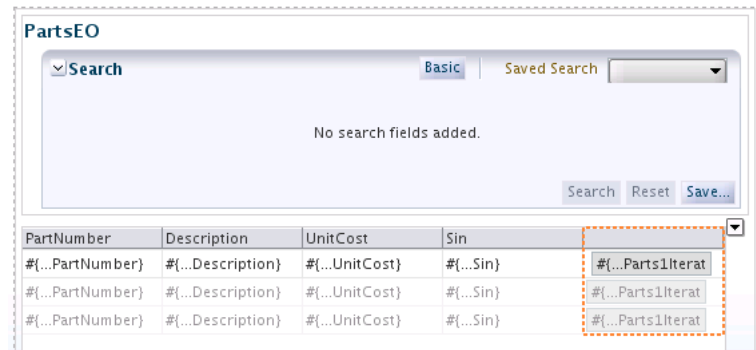 PartsEO
Search Basic Saved Search
No search fields added.
Search Reset Save...
PartNumber Description UnitCost Sin
#{...PartNumber} #{...Description} #{...UnitCost} #{...Sin} #{...Parts1Iterat
#{...PartNumber} #{...Description} #{...UnitCost} #{...Sin} #{...Parts1Iterat
#{...PartNumber} #{...Description} #{...UnitCost} #{...Sin} #{...Parts1Iterat